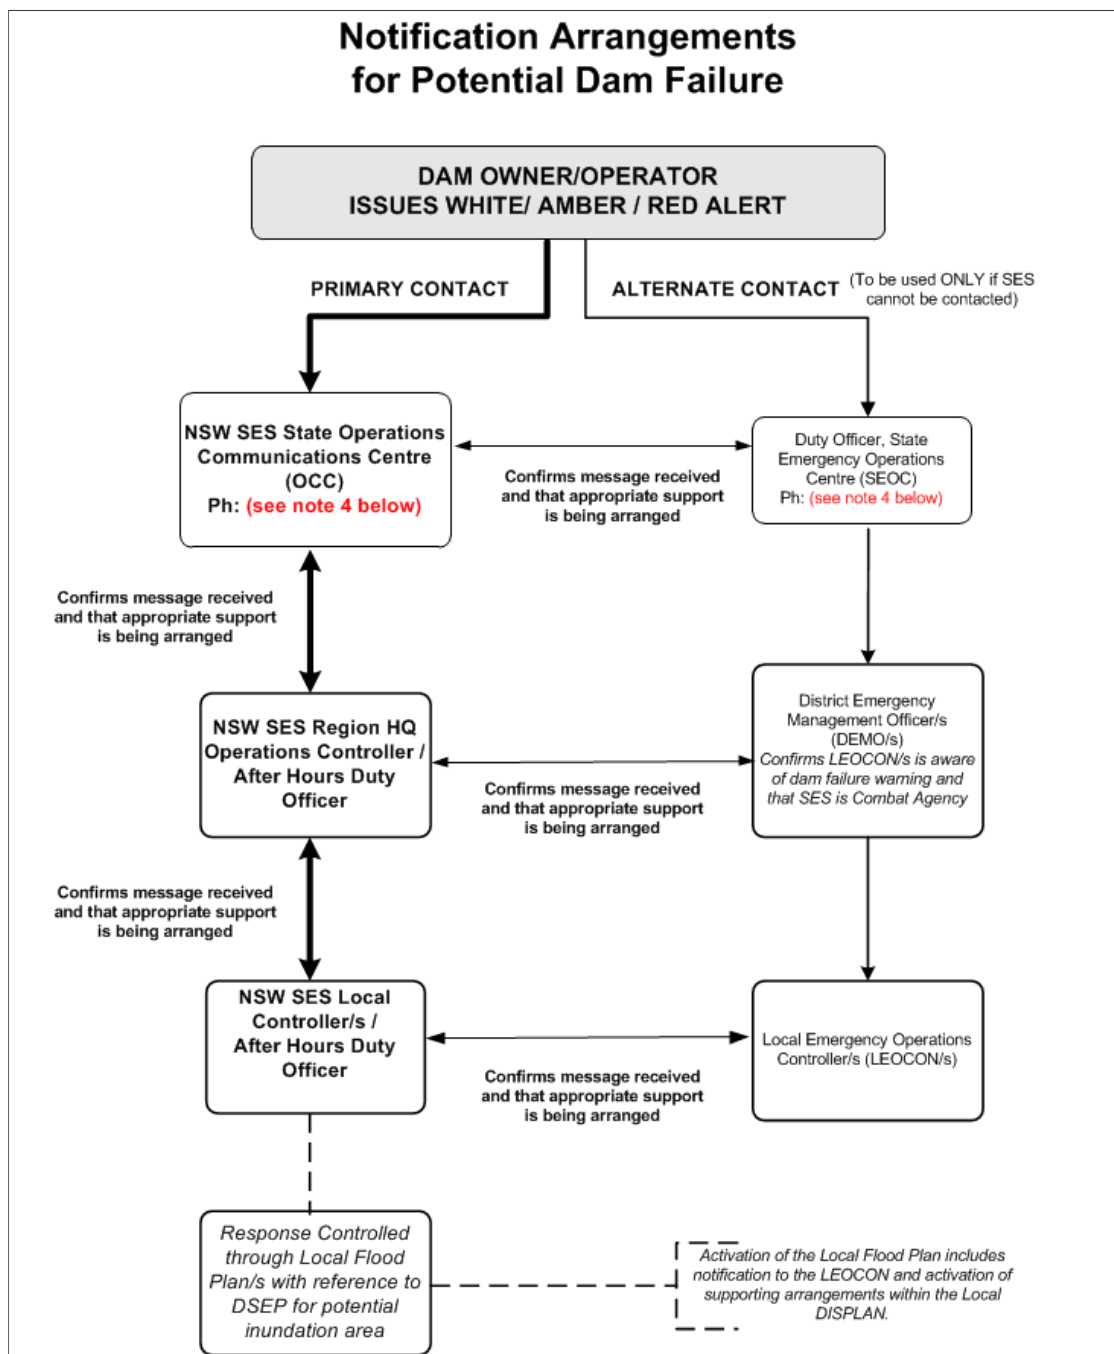 Notification Arrangements
for Potential Dam Failure
DAM OWNER/OPERATOR
ISSUES WHITE/ AMBER / RED ALERT
PRIMARY CONTACT
ALTERNATE CONTACT
(To be used ONLY if SES
cannot be contacted)
NSW SES State Operations
Communications Centre
(OCC)
Ph: (see note 4 below)
Confirms message received
and that appropriate support
is being arranged
Duty Officer, State
Emergency Operations
Centre (SEOC)
Ph: (see note 4 below)
Confirms message received
and that appropriate support
is being arranged
NSW SES Region HQ
Operations Controller /
After Hours Duty
Officer
Confirms message received
and that appropriate support
is being arranged
District Emergency
Management Officer/s
(DEMO/s)
Confirms LEOCON/s is aware
of dam failure warning and
that SES is Combat Agency
Confirms message received
and that appropriate support
is being arranged
NSW SES Local
Controller/s /
After Hours Duty
Officer
Confirms message received
and that appropriate support
is being arranged
Local Emergency Operations
Controller/s (LEOCON/s)
Response Controlled
through Local Flood
Plan/s with reference to
DSEP for potential
inundation area
Activation of the Local Flood Plan includes
notification to the LEOCON and activation of
supporting arrangements within the Local
DISPLAN.